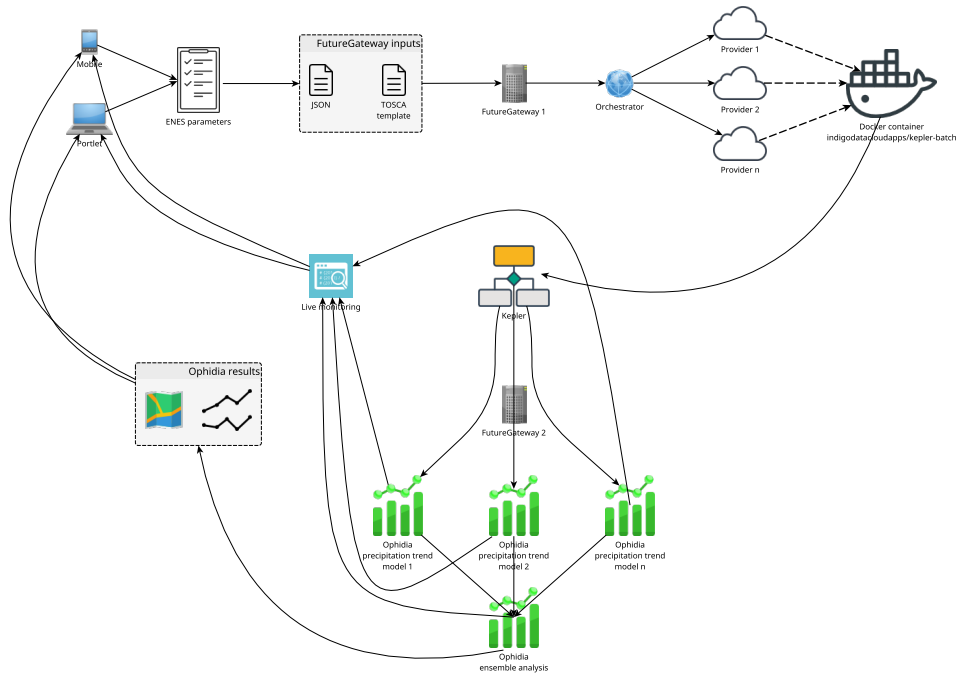 Mobile
Portlet
ENES parameters
FutureGateway inputs
JSON
TOSCA
template
FutureGateway 1
Orchestrator
Provider 1
Provider 2
Provider n
Docker container
indigodatacloudapps/kepler-batch
Live monitoring
Kepler
Ophidia results
FutureGateway 2
Ophidia
precipitation trend
model 1
Ophidia
precipitation trend
model 2
Ophidia
precipitation trend
model n
Ophidia
ensemble analysis